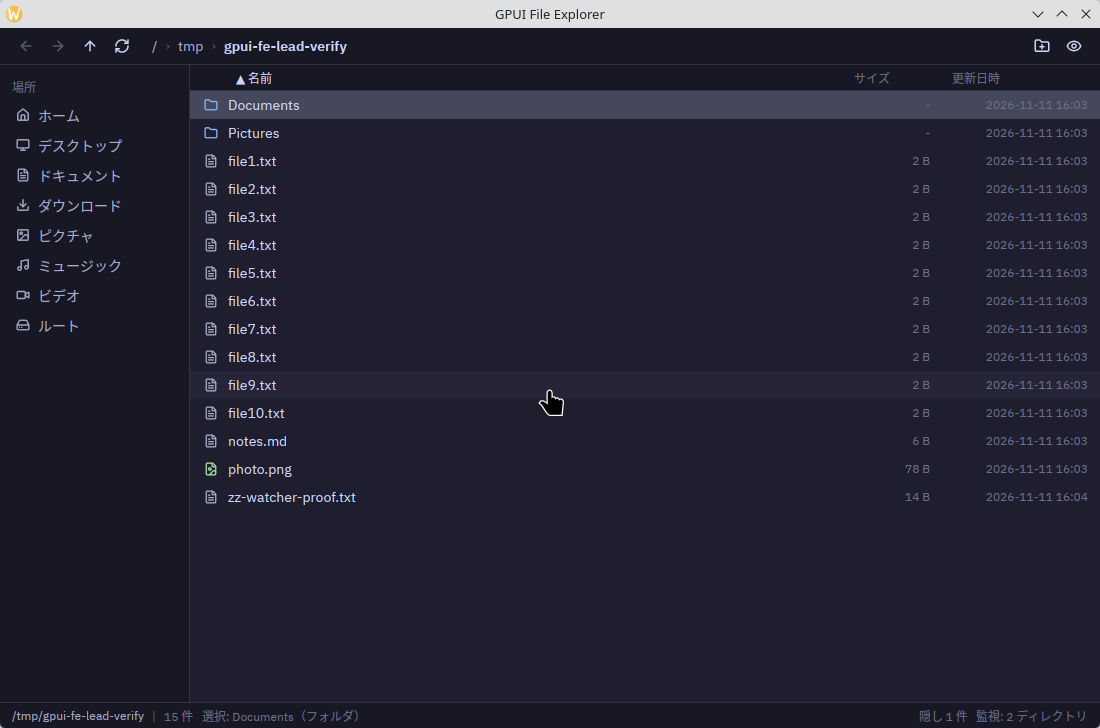 GPUI File Explorer
/ › tmp › gpui-fe-lead-verify
場所
ホーム
デスクトップ
ドキュメント
ダウンロード
ピクチャ
ミュージック
ビデオ
ルート
▲名前 サイズ 更新日時
Documents - 2026-11-11 16:03
Pictures - 2026-11-11 16:03
file1.txt 2 B 2026-11-11 16:03
file2.txt 2 B 2026-11-11 16:03
file3.txt 2 B 2026-11-11 16:03
file4.txt 2 B 2026-11-11 16:03
file5.txt 2 B 2026-11-11 16:03
file6.txt 2 B 2026-11-11 16:03
file7.txt 2 B 2026-11-11 16:03
file8.txt 2 B 2026-11-11 16:03
file9.txt 2 B 2026-11-11 16:03
file10.txt 2 B 2026-11-11 16:03
notes.md 6 B 2026-11-11 16:03
photo.png 78 B 2026-11-11 16:03
zz-watcher-proof.txt 14 B 2026-11-11 16:04
/tmp/gpui-fe-lead-verify | 15 件 選択: Documents（フォルダ） 隠し 1 件 監視: 2 ディレクトリ